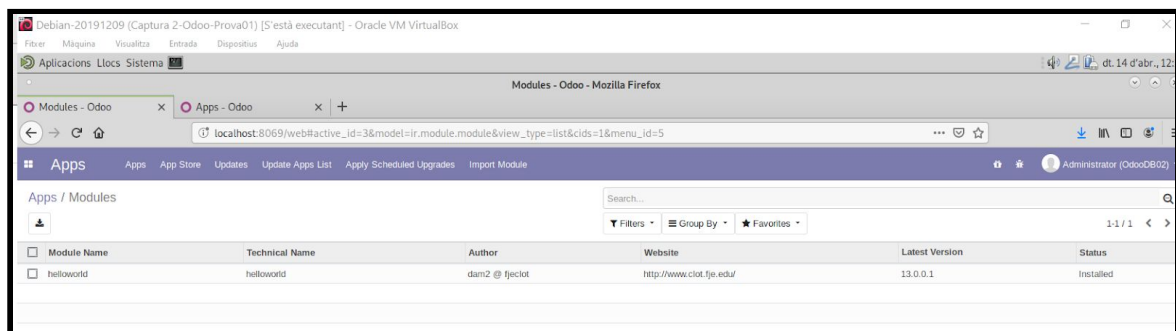 Debian-20191209 (Captura 2-Odoo-Prova01) [S'està executant] - Oracle VM VirtualBox
Fitxer Màquina Visualitza Entrada Dispositius Ajuda
Aplicacions Llocs Sistema dt. 14 d'abr., 12:
Modules - Odoo - Mozilla Firefox
Modules - Odoo × Apps - Odoo × +
localhost:8069/web#active_id=3&model=ir.module.module&view_type=list&cids=1&menu_id=5
Apps Apps App Store Updates Update Apps List Apply Scheduled Upgrades Import Module Administrator (OdooDB02)
Apps / Modules Search...
Filters Group By Favorites 1-1 / 1
Module Name Technical Name Author Website Latest Version Status
helloworld helloworld dam2 @ fjeclot http://www.clot.fje.edu/ 13.0.0.1 Installed